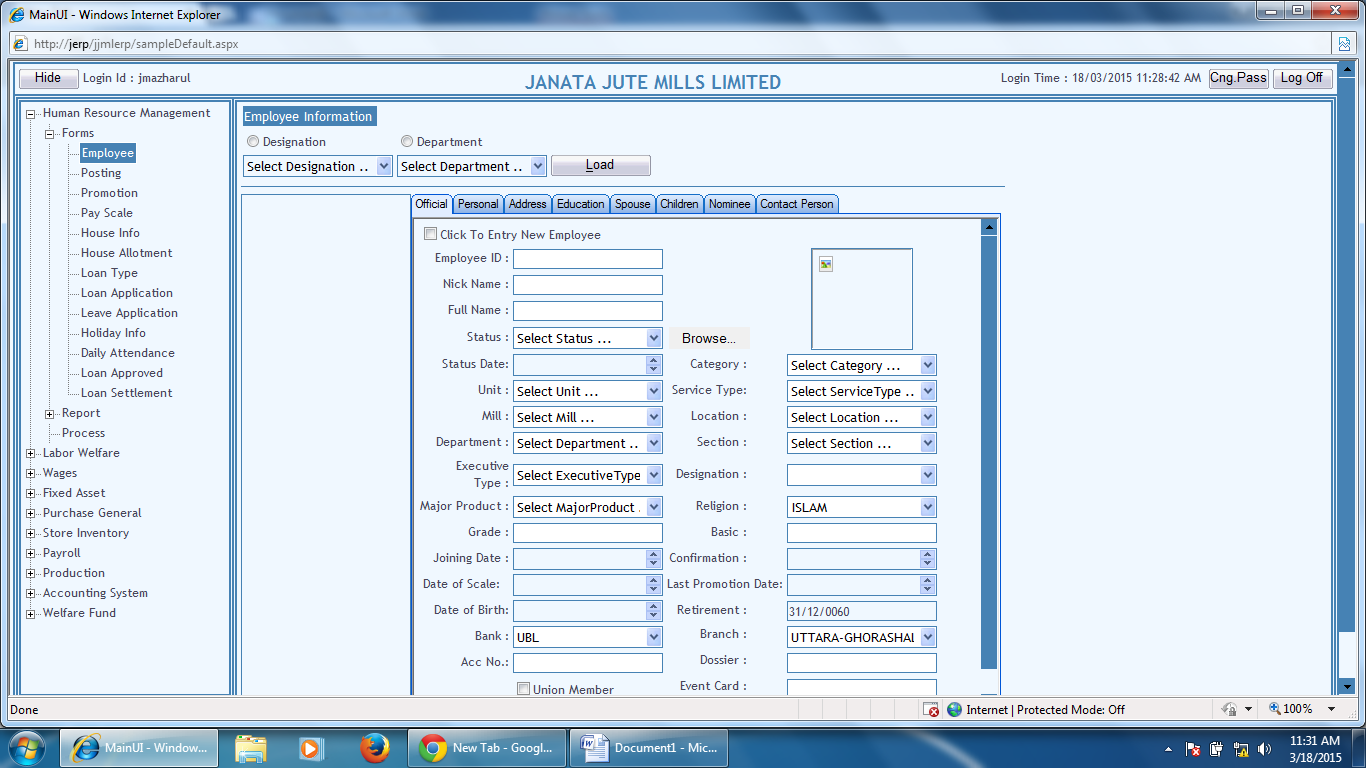 MainUI - Windows Internet Explorer
http://jerp/jjmlerp/sampleDefault.aspx
Hide Login Id : jmazharul JANATA JUTE MILLS LIMITED Login Time : 18/03/2015 11:28:42 AM Cng.Pass Log Off
Human Resource Management
Forms
Employee
Posting
Promotion
Pay Scale
House Info
House Allotment
Loan Type
Loan Application
Leave Application
Holiday Info
Daily Attendance
Loan Approved
Loan Settlement
Report
Process
Labor Welfare
Wages
Fixed Asset
Purchase General
Store Inventory
Payroll
Production
Accounting System
Welfare Fund
Employee Information
Designation Department
Select Designation .. Select Department .. Load
Official Personal Address Education Spouse Children Nominee Contact Person
Click To Entry New Employee
Employee ID :
Nick Name :
Full Name :
Status : Select Status ... Browse...
Status Date: Category : Select Category ...
Unit : Select Unit ... Service Type: Select ServiceType ..
Mill : Select Mill ... Location : Select Location ...
Department : Select Department .. Section : Select Section ...
Executive Type : Select ExecutiveType Designation :
Major Product : Select MajorProduct . Religion : ISLAM
Grade : Basic :
Joining Date : Confirmation :
Date of Scale: Last Promotion Date:
Date of Birth: Retirement : 31/12/0060
Bank : UBL Branch : UTTARA-GHORASHAL
Acc No.: Dossier :
Union Member Event Card :
Done Internet | Protected Mode: Off 100%
MainUI - Window... New Tab - Googl... Document1 - Mic... 11:31 AM
3/18/2015